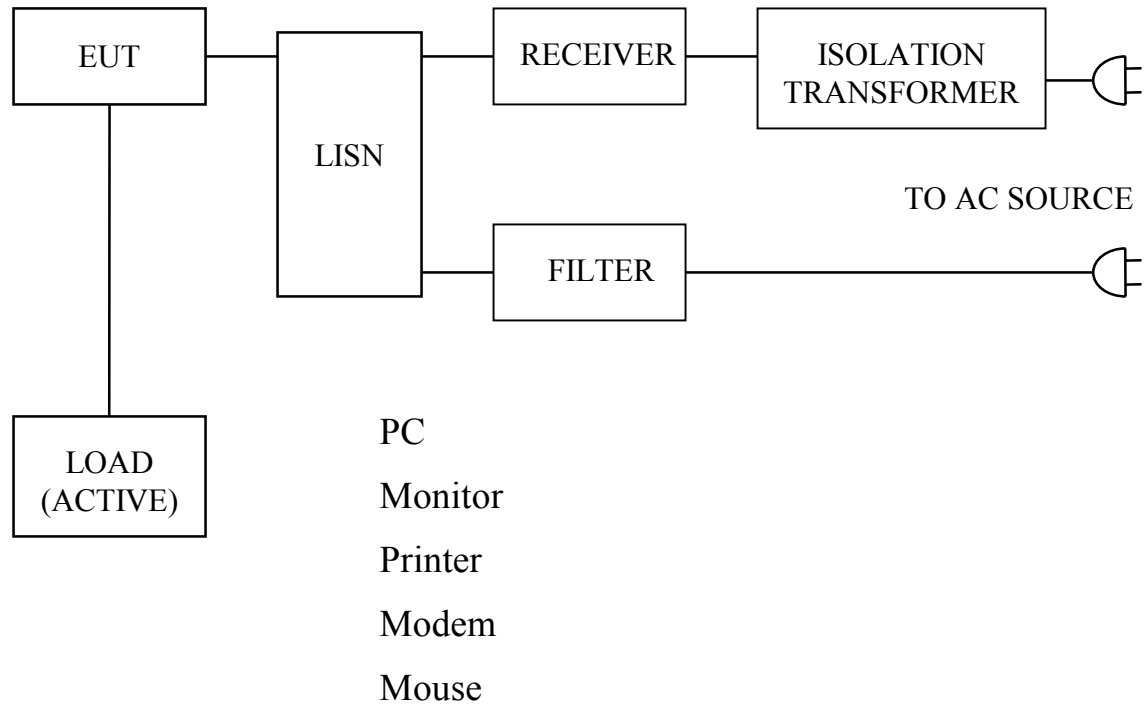 EUT
LISN
RECEIVER
ISOLATION
TRANSFORMER
TO AC SOURCE
FILTER
LOAD
(ACTIVE)
PC
Monitor
Printer
Modem
Mouse